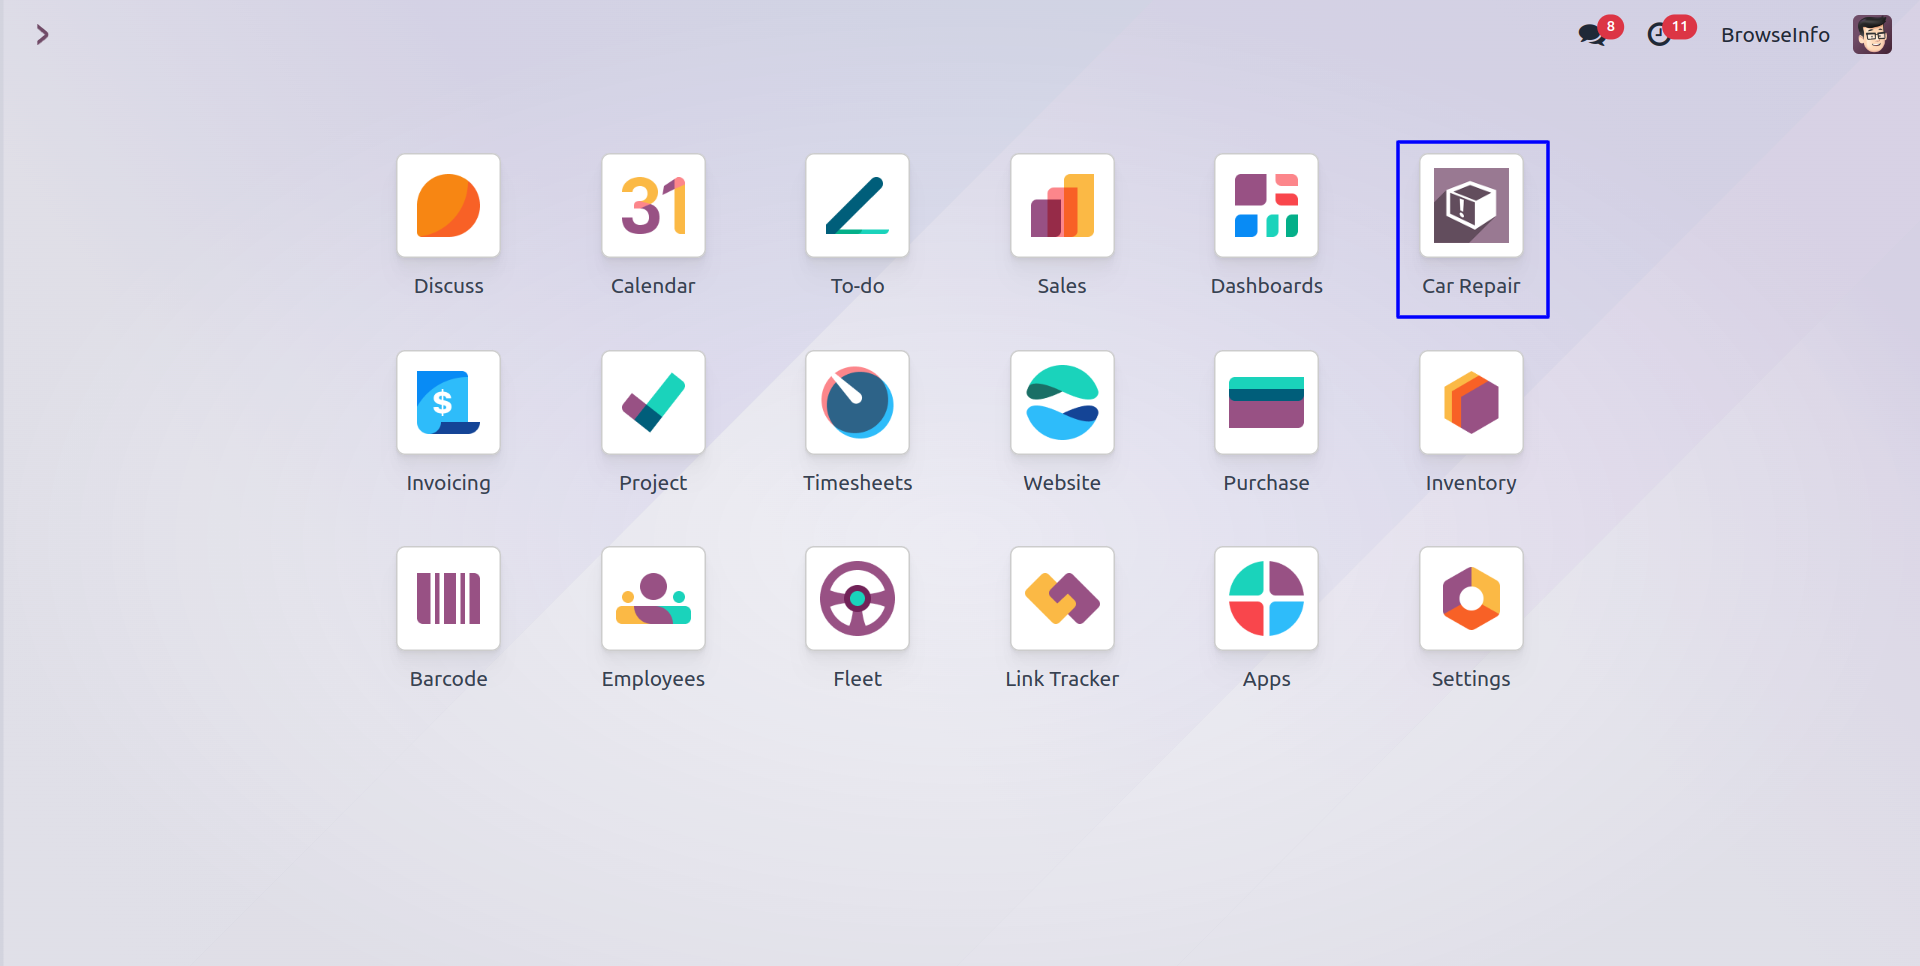 8
11
BrowseInfo
31
Discuss
Calendar
To-do
Sales
Dashboards
Car Repair
$
Invoicing
Project
Timesheets
Website
Purchase
Inventory
Barcode
Employees
Fleet
Link Tracker
Apps
Settings